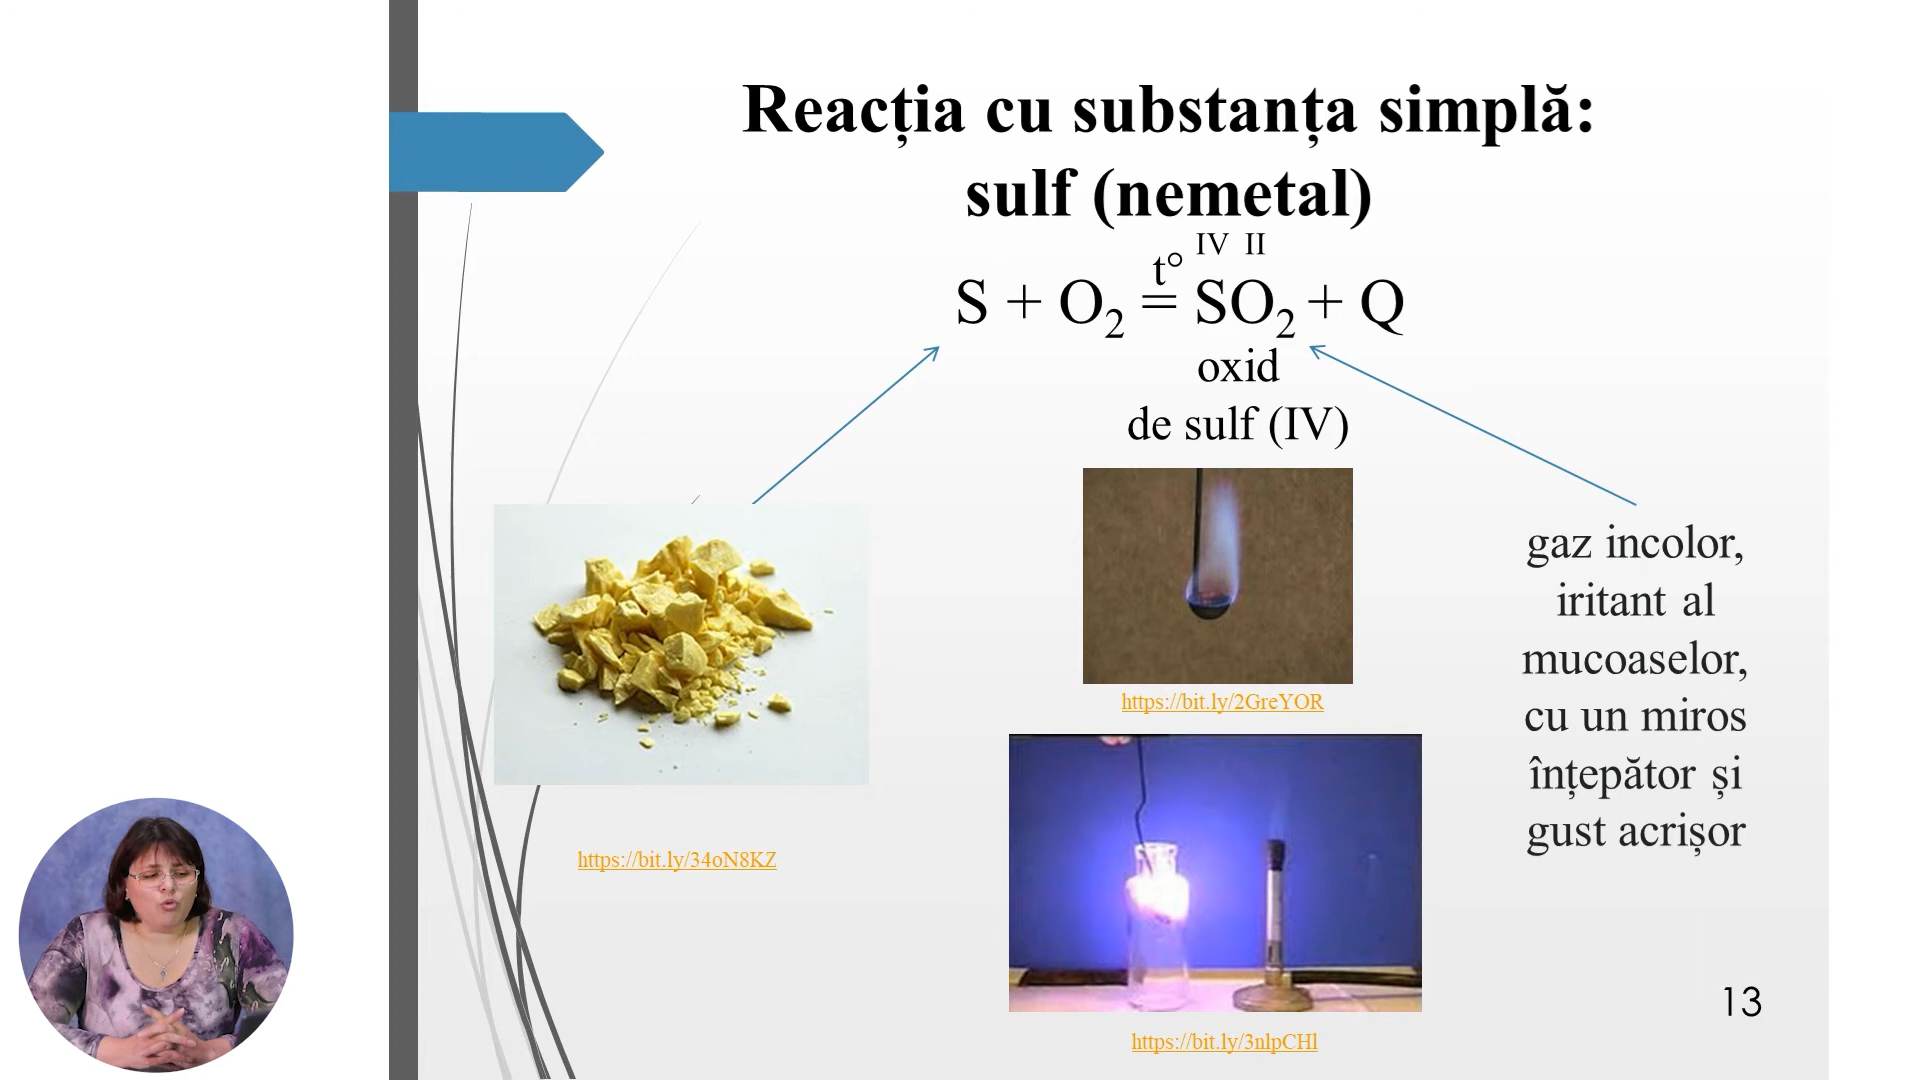 Reacția cu substanța simplă:
sulf (nemetal)
IV II
t°
S + O₂ = SO₂ + Q
oxid
de sulf (IV)
gaz incolor,
iritant al
mucoaselor,
cu un miros
înțepător și
gust acrișor
https://bit.ly/2GreYOR
https://bit.ly/34oN8KZ
https://bit.ly/3nlpCHl
13